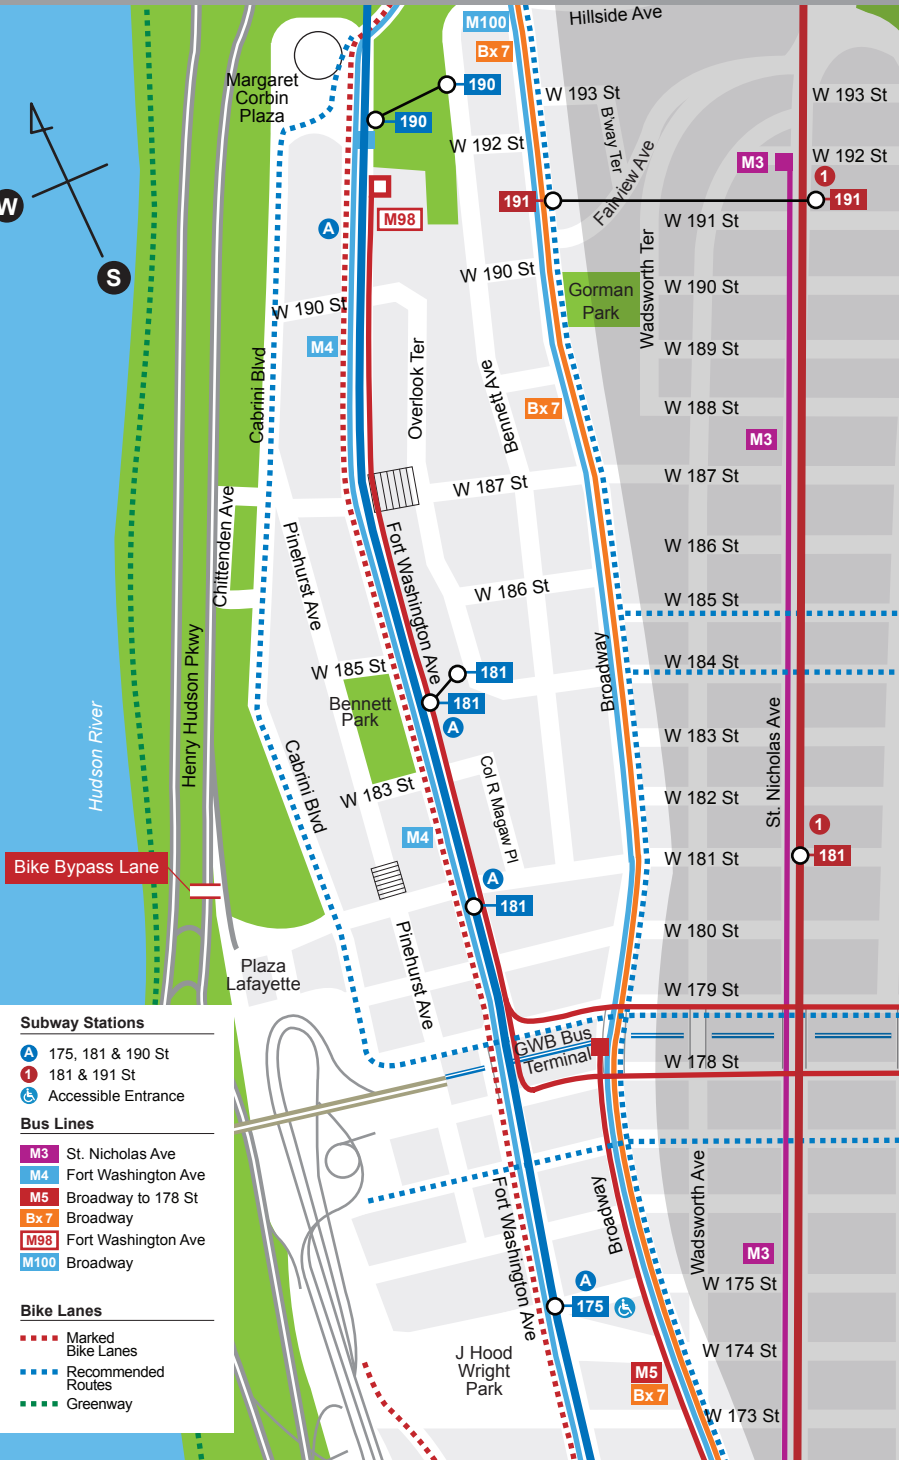 Hillside Ave
M100
Bx 7
Margaret
Corbin
Plaza
190
190
W 193 St
W 193 St
B'way Ter
Fairview Ave
W 192 St
M3
W 192 St
1
W
191
191
M98
A
W 191 St
S
W 190 St
Gorman
Park
Wadsworth Ter
W 190 St
W 190 St
M4
W 189 St
Cabrini Blvd
Overlook Ter
Bennett Ave
Bx 7
W 188 St
M3
W 187 St
W 187 St
Chittenden Ave
Pinehurst Ave
Fort Washington Ave
W 186 St
W 186 St
W 185 St
Henry Hudson Pkwy
W 185 St
181
Broadway
W 184 St
Bennett
Park
181
A
Hudson River
St. Nicholas Ave
W 183 St
Cabrini Blvd
W 183 St
Col R Magaw Pl
W 182 St
M4
1
Bike Bypass Lane
W 181 St
181
A
181
Pinehurst Ave
W 180 St
Plaza
Lafayette
W 179 St
GWB Bus
Terminal
W 178 St
Subway Stations
A 175, 181 & 190 St
1 181 & 191 St
Accessible Entrance
Bus Lines
M3 St. Nicholas Ave
M4 Fort Washington Ave
M5 Broadway to 178 St
Bx 7 Broadway
M98 Fort Washington Ave
M100 Broadway
Bike Lanes
Marked
Bike Lanes
Recommended
Routes
Greenway
Fort Washington Ave
Broadway
Wadsworth Ave
M3
A
175
W 175 St
J Hood
Wright
Park
W 174 St
M5
Bx 7
W 173 St